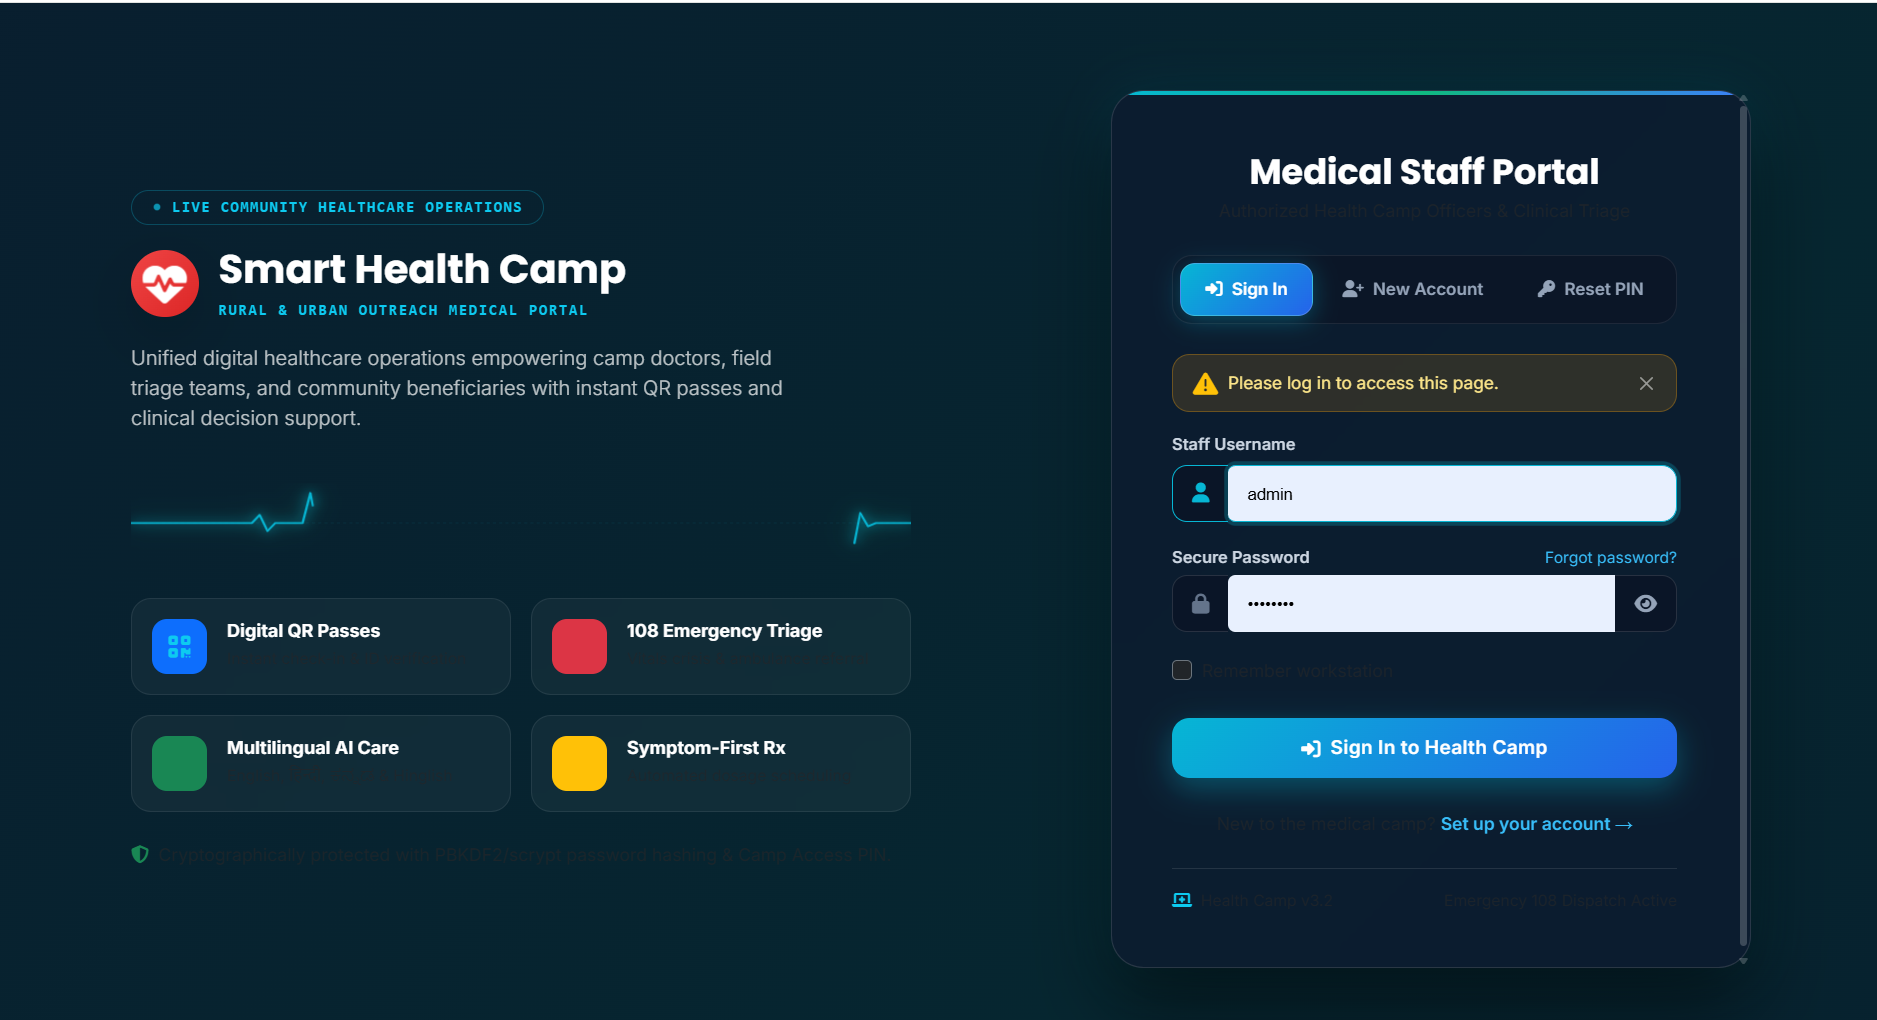 LIVE COMMUNITY HEALTHCARE OPERATIONS
Smart Health Camp
RURAL & URBAN OUTREACH MEDICAL PORTAL
Unified digital healthcare operations empowering camp doctors, field
triage teams, and community beneficiaries with instant QR passes and
clinical decision support.
Digital QR Passes
108 Emergency Triage
Multilingual AI Care
Symptom-First Rx
Cryptographically protected with PBKDF2/scrypt password hashing & Camp Access PIN.
Medical Staff Portal
Authorized Health Camp Officers & Clinical Triage
Sign In
New Account
Reset PIN
Please log in to access this page.
Staff Username
admin
Secure Password
Forgot password?
••••••••
Remember workstation
Sign In to Health Camp
New to the medical camp? Set up your account →
Health Camp v3.2
Emergency 108 Dispatch Active